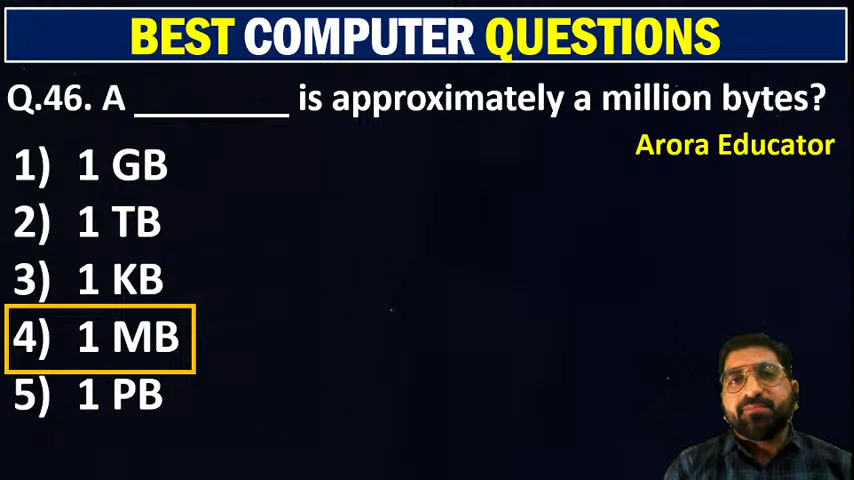 BEST COMPUTER QUESTIONS
Q.46. A ________ is approximately a million bytes?
Arora Educator
1) 1 GB
2) 1 TB
3) 1 KB
4) 1 MB
5) 1 PB